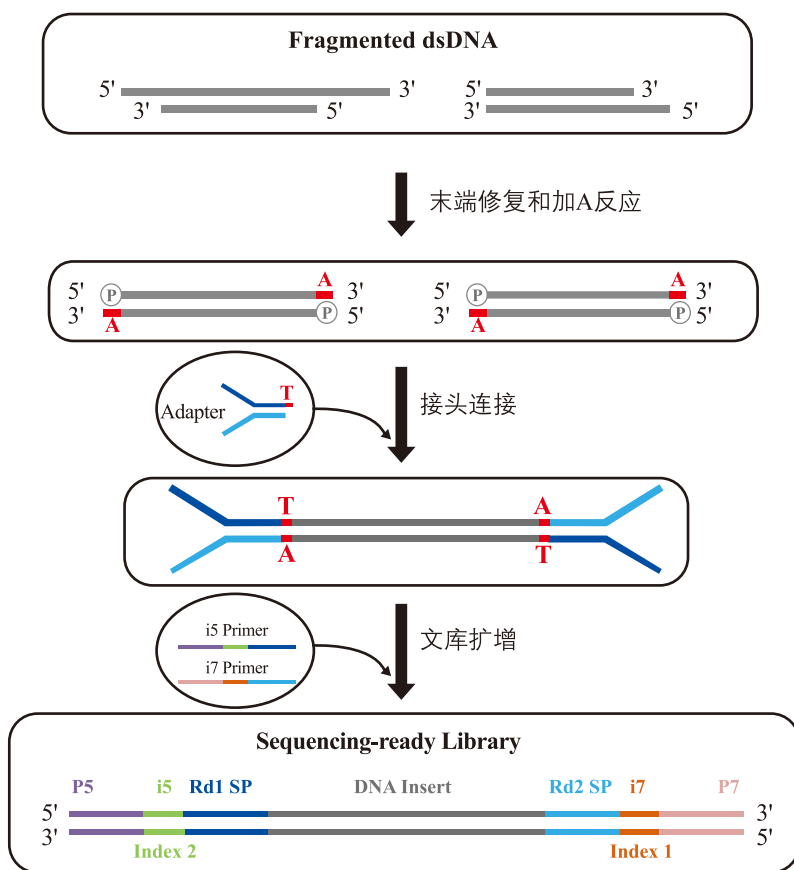 Fragmented dsDNA
5' 3' 5' 3'
3' 5' 3' 5'
末端修复和加A反应
A A
5' P 3' 5' P 3'
3' P 5' 3' P 5'
A A
T
Adapter
接头连接
T A
A T
i5 Primer
文库扩增
i7 Primer
Sequencing-ready Library
P5 i5 Rd1 SP DNA Insert Rd2 SP i7 P7
5' 3'
3' 5'
Index 2 Index 1